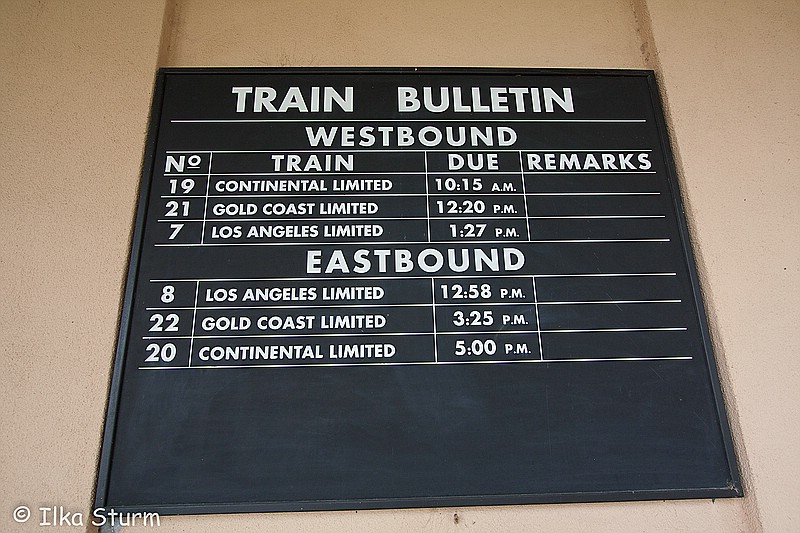 TRAIN BULLETIN
WESTBOUND
Nº TRAIN DUE REMARKS
19 CONTINENTAL LIMITED 10:15 A.M.
21 GOLD COAST LIMITED 12:20 P.M.
7 LOS ANGELES LIMITED 1:27 P.M.
EASTBOUND
8 LOS ANGELES LIMITED 12:58 P.M.
22 GOLD COAST LIMITED 3:25 P.M.
20 CONTINENTAL LIMITED 5:00 P.M.
© Ilka Sturm